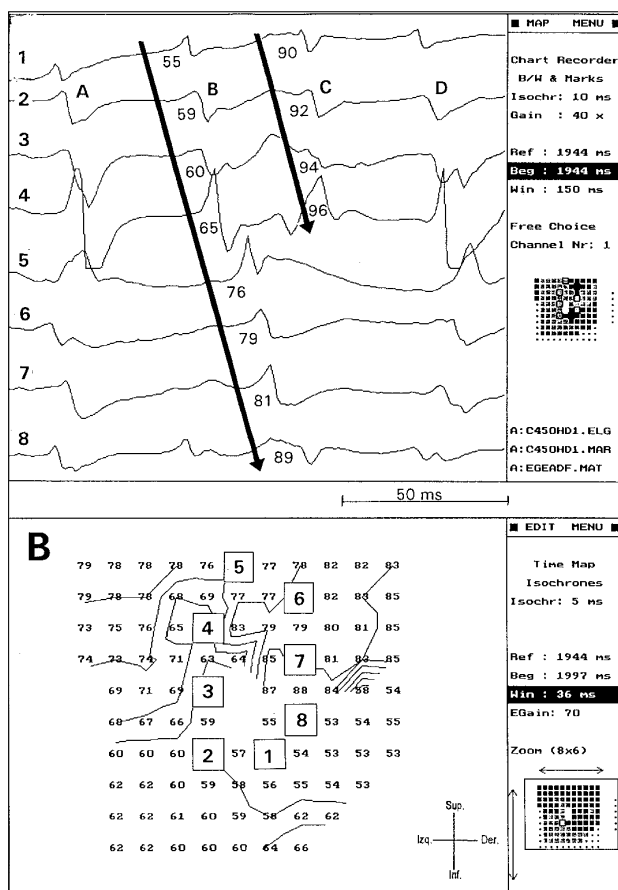 1
55
90
2
A
B
C
D
59
92
3
60
94
4
65
96
5
76
6
79
7
81
8
89
50 ms
MAP MENU
Chart Recorder
B/W & Marks
Isochr: 10 ms
Gain : 40 x
Ref : 1944 ms
Beg : 1944 ms
Win : 150 ms
Free Choice
Channel Nr: 1
A:C450HD1.ELG
A:C450HD1.MAR
A:EGEADF.MAT
B
79 78 78 78 76 5 77 78 82 82 83
79 78 78 68 69 77 77 6 82 83 85
73 75 76 65 4 83 79 79 80 81 85
74 73 74 71 63 64 85 7 81 83 85
69 71 69 3 87 88 84 58 54
68 67 66 59 55 8 53 54 55
60 60 60 2 57 1 54 53 53 53
62 62 60 59 58 56 55 54 53
62 62 61 60 59 58 62 62
62 62 60 60 60 64 66
Sup.
Izq. Der.
Inf.
EDIT MENU
Time Map
Isochrones
Isochr: 5 ms
Ref : 1944 ms
Beg : 1997 ms
Win : 36 ms
EGain: 70
Zoom (8x6)